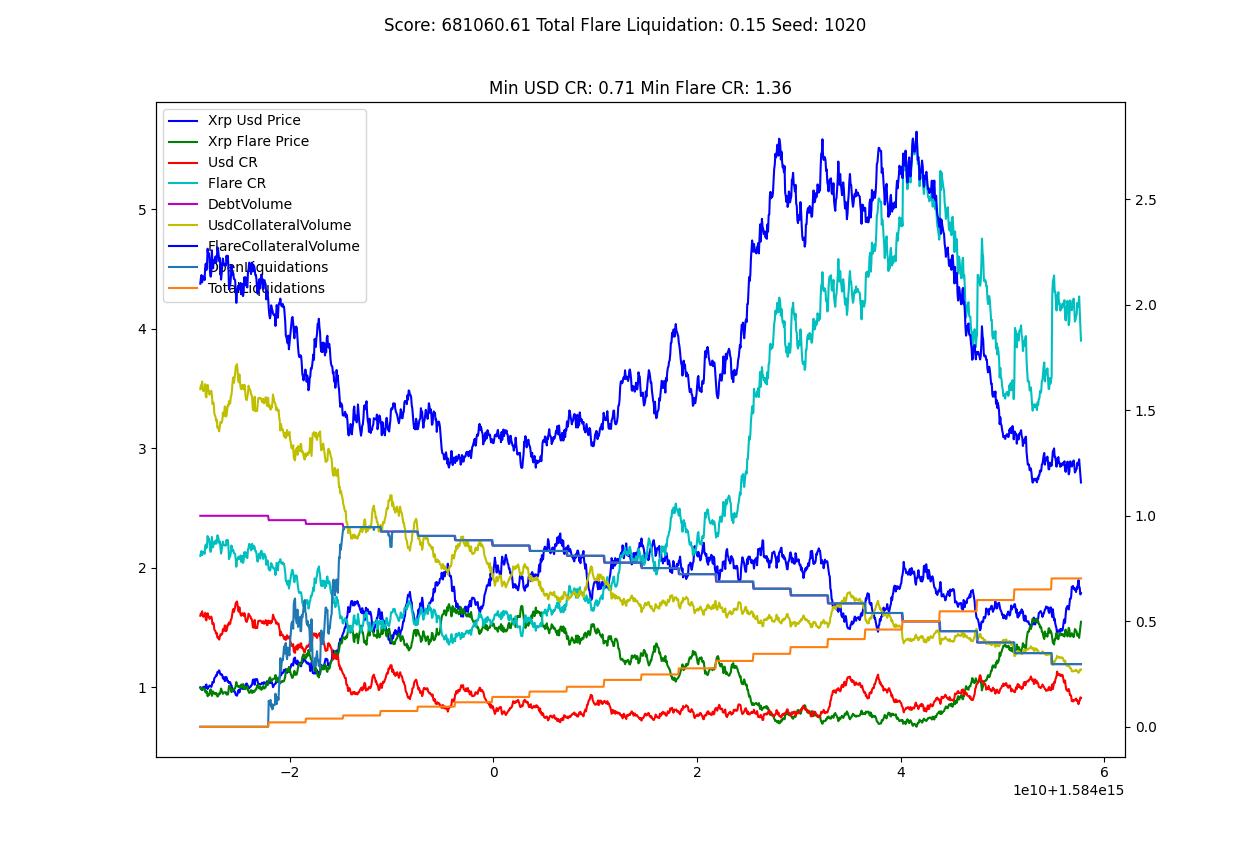 Score: 681060.61 Total Flare Liquidation: 0.15 Seed: 1020
Min USD CR: 0.71 Min Flare CR: 1.36
Xrp Usd Price
Xrp Flare Price
Usd CR
Flare CR
DebtVolume
UsdCollateralVolume
FlareCollateralVolume
OpenLiquidations
TotalLiquidations
5
4
3
2
1
2.5
2.0
1.5
1.0
0.5
0.0
−2 0 2 4 6
1e10+1.584e15